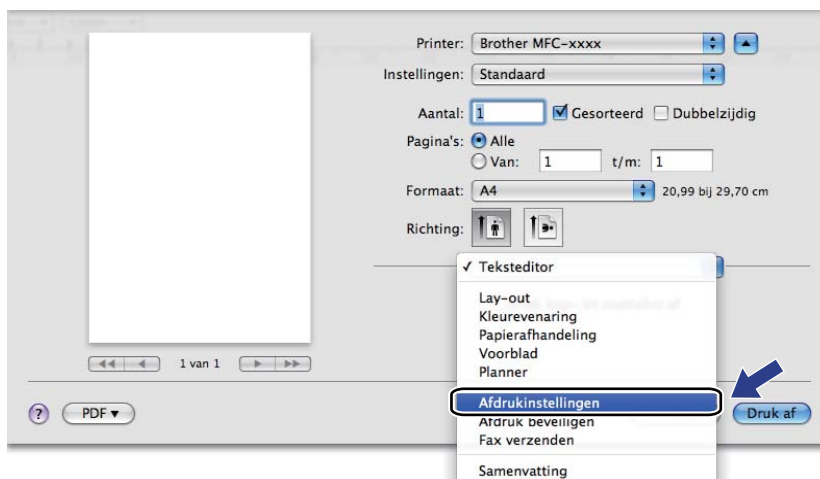 Printer: Brother MFC-xxxx
Instellingen: Standaard
Aantal: 1 Gesorteerd Dubbelzijdig
Pagina's: Alle
Van: 1 t/m: 1
Formaat: A4 20,99 bij 29,70 cm
Richting:
✓ Teksteditor
Lay-out
Kleurevenaring
Papierafhandeling
Voorblad
Planner
Afdrukinstellingen
Afdruk beveiligen
Fax verzenden
Samenvatting
1 van 1
? PDF ▼
Druk af